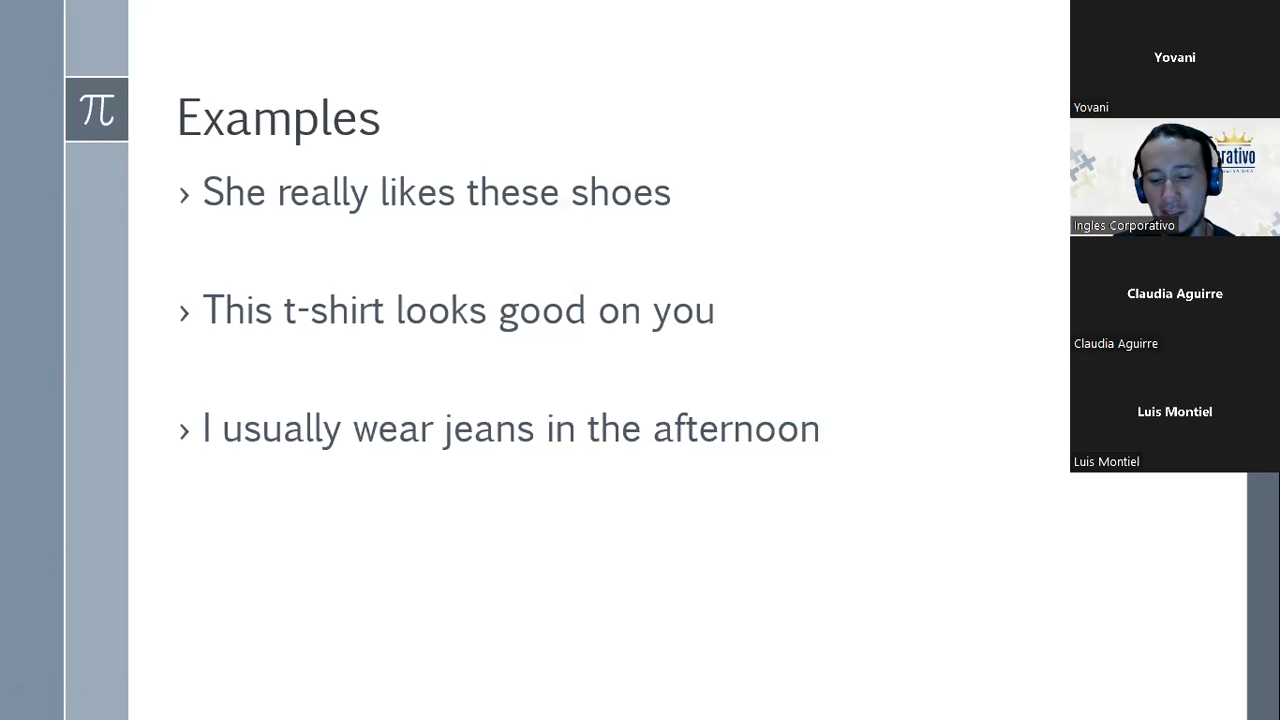 π
Examples
› She really likes these shoes
› This t-shirt looks good on you
› I usually wear jeans in the afternoon
Yovani
Yovani
rativo
Ingles Corporativo
Claudia Aguirre
Claudia Aguirre
Luis Montiel
Luis Montiel